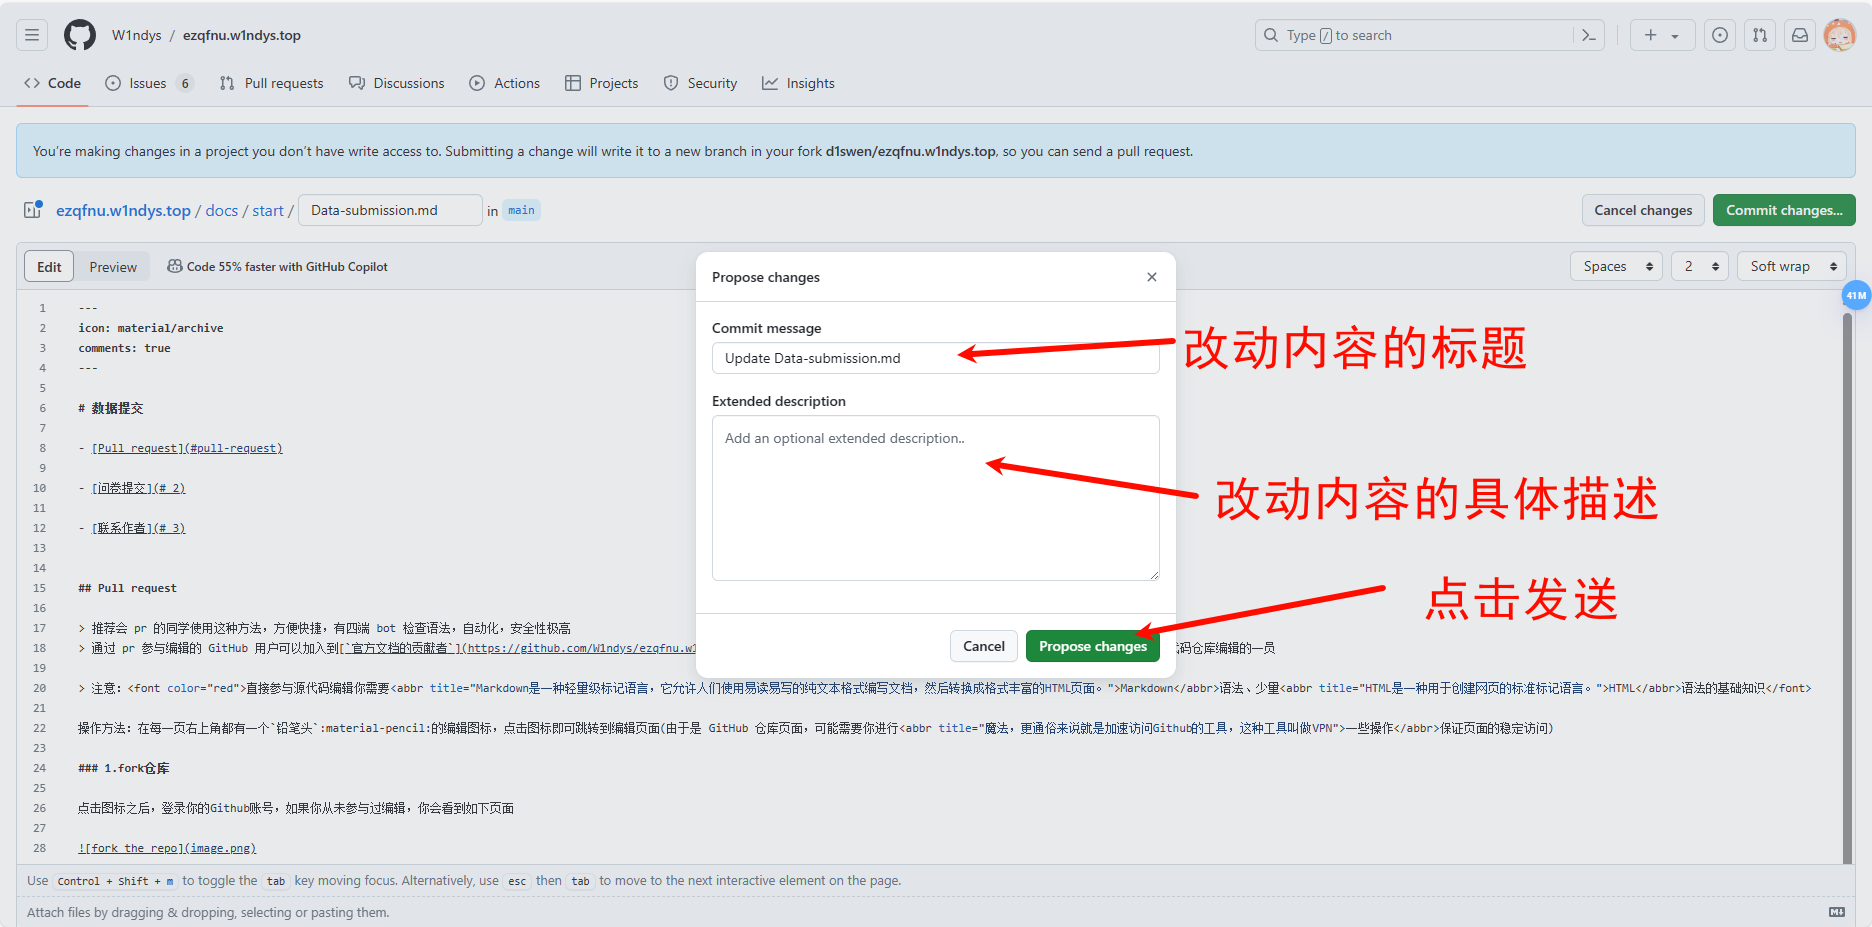 W1ndys / ezqfnu.w1ndys.top
Type / to search
Code Issues 6 Pull requests Discussions Actions Projects Security Insights
You're making changes in a project you don't have write access to. Submitting a change will write it to a new branch in your fork d1swen/ezqfnu.w1ndys.top, so you can send a pull request.
ezqfnu.w1ndys.top / docs / start / Data-submission.md in main
Cancel changes Commit changes...
Edit Preview Code 55% faster with GitHub Copilot
Spaces 2 Soft wrap
41M
1 ---
2 icon: material/archive
3 comments: true
4 ---
5
6 # 数据提交
7
8 - [Pull request](#pull-request)
9
10 - [问卷提交](#_2)
11
12 - [联系作者](#_3)
13
14
15 ## Pull request
16
17 > 推荐会 pr 的同学使用这种方法，方便快捷，有四端 bot 检查语法，自动化，安全性极高
18 > 通过 pr 参与编辑的 GitHub 用户可以加入到[`官方文档的贡献者`](https://github.com/W1ndys/ezqfnu.w1 码仓库编辑的一员
19
20 > 注意：<font color="red">直接参与源代码编辑你需要<abbr title="Markdown是一种轻量级标记语言，它允许人们使用易读易写的纯文本格式编写文档，然后转换成格式丰富的HTML页面。">Markdown</abbr>语法、少量<abbr title="HTML是一种用于创建网页的标准标记语言。">HTML</abbr>语法的基础知识</font>
21
22 操作方法：在每一页右上角都有一个`铅笔头`:material-pencil:的编辑图标，点击图标即可跳转到编辑页面(由于是 GitHub 仓库页面，可能需要你进行<abbr title="魔法，更通俗来说就是加速访问Github的工具，这种工具叫做VPN">一些操作</abbr>保证页面的稳定访问)
23
24 ### 1.fork仓库
25
26 点击图标之后，登录你的Github账号，如果你从未参与过编辑，你会看到如下页面
27
28 ![fork the repo](image.png)
Propose changes
Commit message
Update Data-submission.md
改动内容的标题
Extended description
Add an optional extended description..
改动内容的具体描述
点击发送
Cancel Propose changes
Use Control + Shift + m to toggle the tab key moving focus. Alternatively, use esc then tab to move to the next interactive element on the page.
Attach files by dragging & dropping, selecting or pasting them.